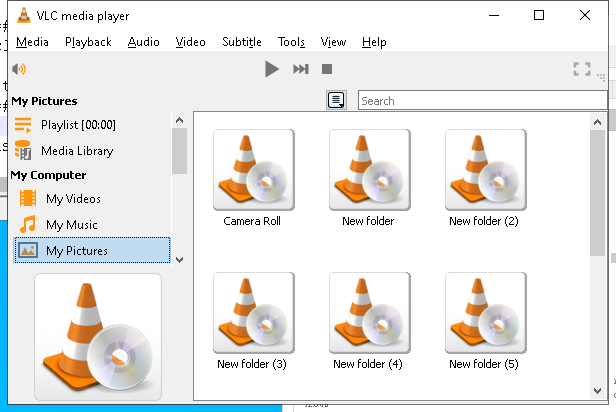 VLC media player
Media Playback Audio Video Subtitle Tools View Help
My Pictures
Search
Playlist [00:00]
Media Library
My Computer
My Videos
My Music
My Pictures
Camera Roll
New folder
New folder (2)
New folder (3)
New folder (4)
New folder (5)